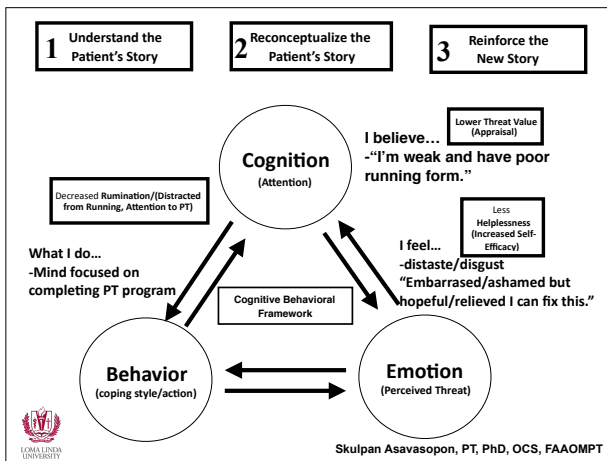 1 Understand the
Patient's Story
2 Reconceptualize the
Patient's Story
3 Reinforce the
New Story
Lower Threat Value
(Appraisal)
I believe…
-“I’m weak and have poor
running form.”
Cognition
(Attention)
Decreased Rumination/(Distracted
from Running, Attention to PT)
Less
Helplessness
(Increased Self-
Efficacy)
I feel…
-distaste/disgust
“Embarrased/ashamed but
hopeful/relieved I can fix this.”
What I do…
-Mind focused on
completing PT program
Cognitive Behavioral
Framework
Behavior
(coping style/action)
Emotion
(Perceived Threat)
LOMA LINDA
UNIVERSITY
Skulpan Asavasopon, PT, PhD, OCS, FAAOMPT